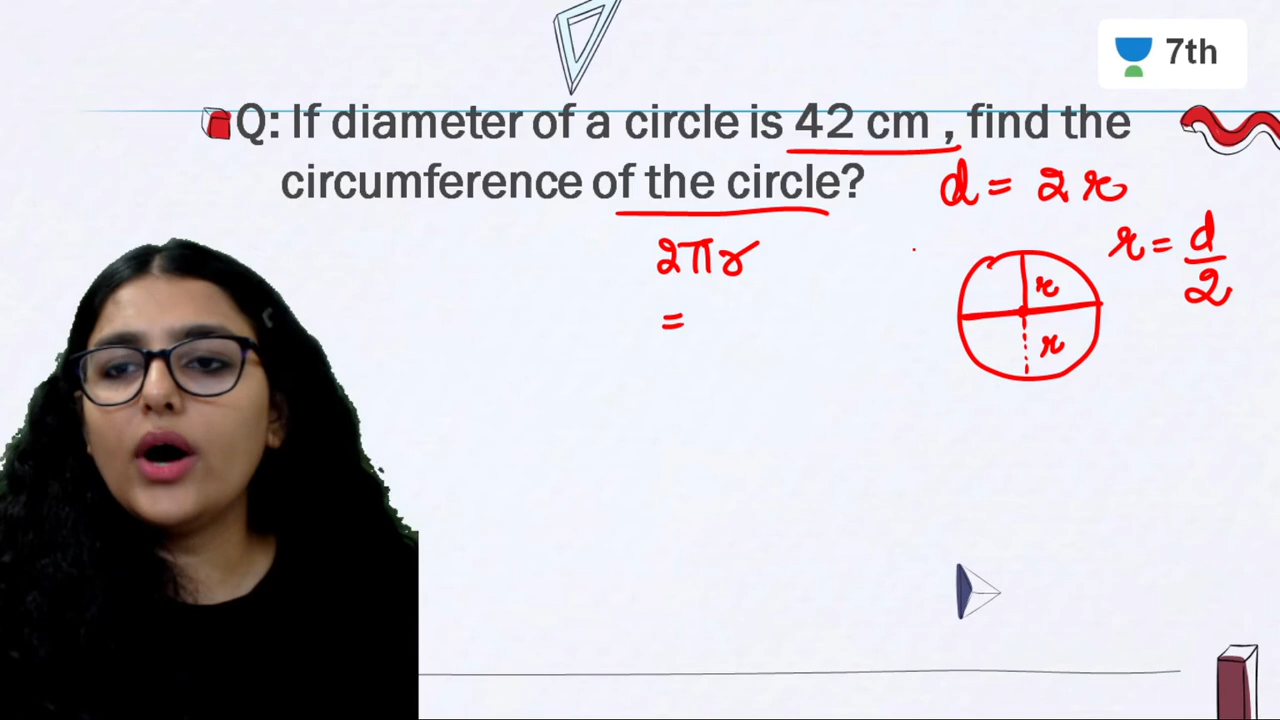 7th
Q: If diameter of a circle is 42 cm , find the
circumference of the circle?
d = 2r
2πr
r = d/2
=
r
r